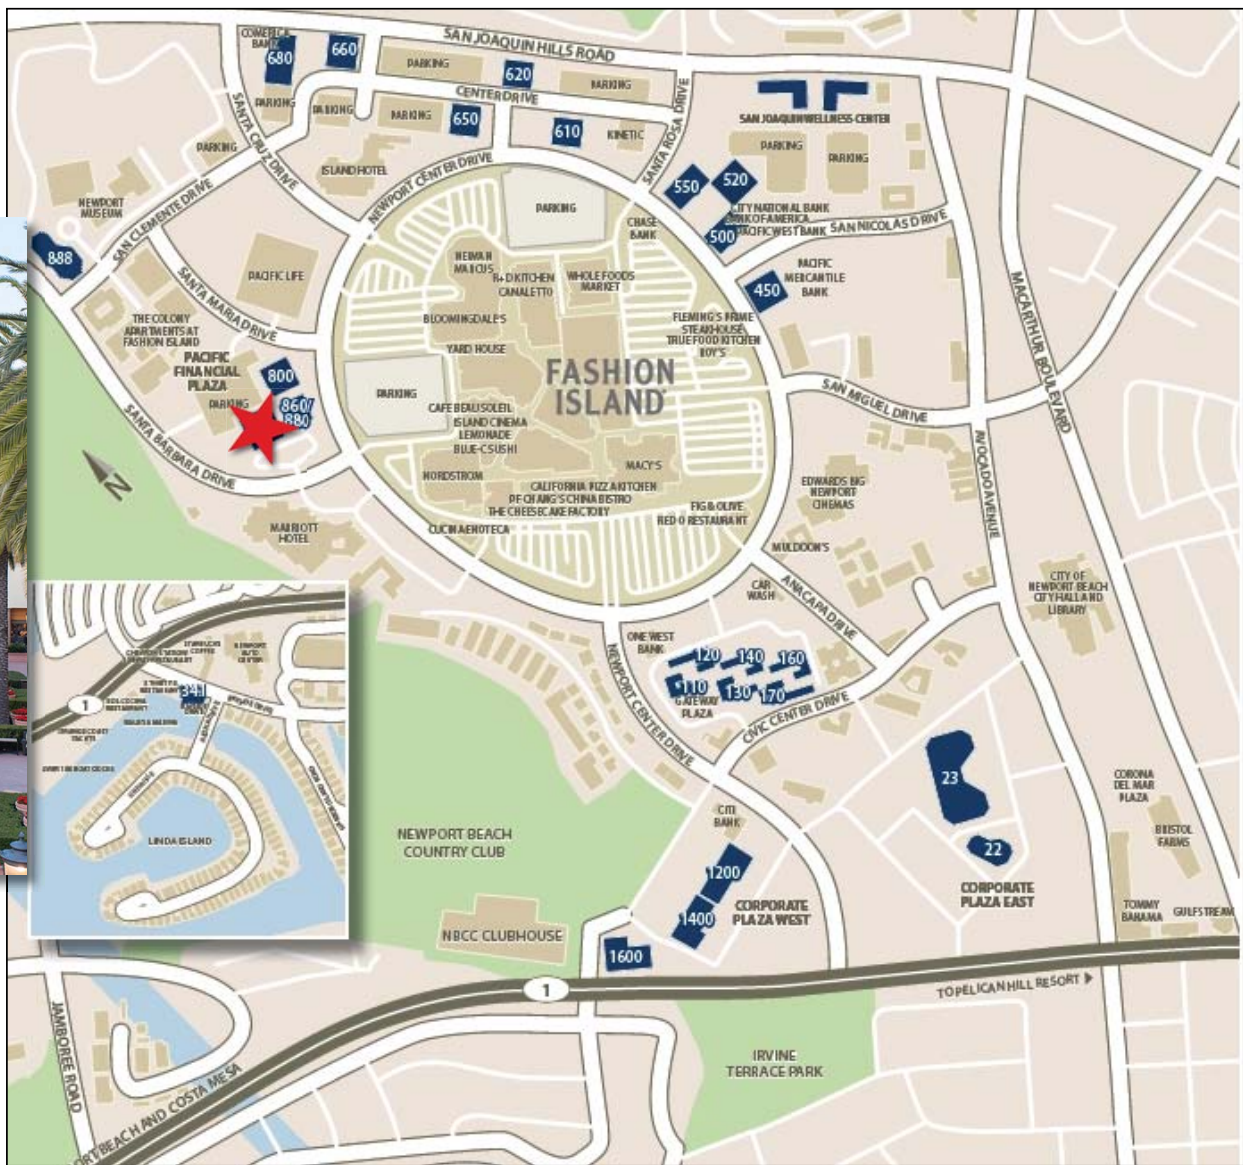 SAN JOAQUIN HILLS ROAD
COMERICA
BANK
680
660
PARKING
620
PARKING
CENTER DRIVE
PARKING
PARKING
PARKING
650
610
KINETIC
SANTA ROSA DRIVE
SAN JOAQUIN WELLNESS CENTER
PARKING
PARKING
SANTA CRUZ DRIVE
PARKING
ISLAND HOTEL
NEWPORT CENTER DRIVE
NEWPORT
MUSEUM
SAN CLEMENTE DRIVE
888
550
520
CITY NATIONAL BANK
BANK OF AMERICA
PACIFIC WEST BANK
500
SAN NICOLAS DRIVE
PARKING
CHASE
BANK
PACIFIC
MERCANTILE
BANK
450
NEIMAN
MARCUS
R+D KITCHEN
CANALETTO
WHOLE FOODS
MARKET
PACIFIC LIFE
SANTA MARIA DRIVE
BLOOMINGDALE'S
FLEMING'S PRIME
STEAKHOUSE
TRUE FOOD KITCHEN
ROY'S
THE COLONY
APARTMENTS AT
FASHION ISLAND
YARD HOUSE
FASHION
ISLAND
PACIFIC
FINANCIAL
PLAZA
800
PARKING
860/
880
PARKING
CAFE BEAU SOLEIL
ISLAND CINEMA
LEMONADE
BLUE-C SUSHI
SAN MIGUEL DRIVE
MACARTHUR BOULEVARD
AVOCADO AVENUE
SANTA BARBARA DRIVE
N
NORDSTROM
MACY'S
CALIFORNIA PIZZA KITCHEN
PF CHANG'S CHINA BISTRO
THE CHEESECAKE FACTORY
FIG & OLIVE
RED O RESTAURANT
CUCINA ENOTECA
EDWARDS BIG
NEWPORT
CINEMAS
MARRIOTT
HOTEL
MULDOON'S
CAR
WASH
ANACAPA DRIVE
CITY OF
NEWPORT BEACH
CITY HALL AND
LIBRARY
ONE WEST
BANK
120
140
160
110
130
170
GATEWAY
PLAZA
NEWPORT CENTER DRIVE
CIVIC CENTER DRIVE
STARBUCKS
COFFEE
NEWPORT
AUTO
CENTER
341
1
LINDA ISLAND
23
22
CORPORATE
PLAZA EAST
CORONA
DEL MAR
PLAZA
BRISTOL
FARMS
TOMMY
BAHAMA
GULFSTREAM
CITI
BANK
NEWPORT BEACH
COUNTRY CLUB
1200
1400
CORPORATE
PLAZA WEST
NBCC CLUBHOUSE
1600
1
TO PELICAN HILL RESORT
JAMBOREE ROAD
IRVINE
TERRACE PARK
ORT BEACH AND COSTA MESA